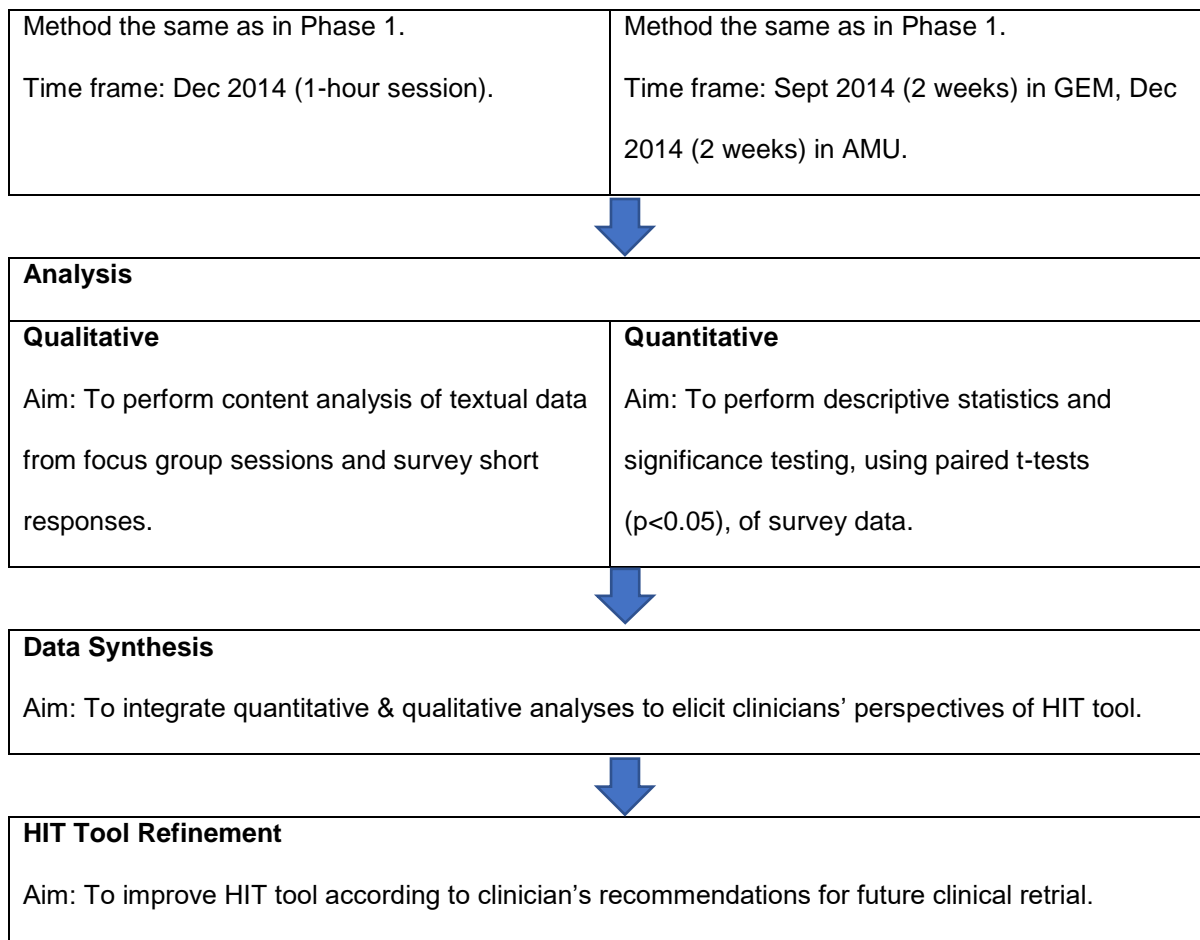 Method the same as in Phase 1.
Time frame: Dec 2014 (1-hour session).
Method the same as in Phase 1.
Time frame: Sept 2014 (2 weeks) in GEM, Dec
2014 (2 weeks) in AMU.
Analysis
Qualitative
Aim: To perform content analysis of textual data
from focus group sessions and survey short
responses.
Quantitative
Aim: To perform descriptive statistics and
significance testing, using paired t-tests
(p<0.05), of survey data.
Data Synthesis
Aim: To integrate quantitative & qualitative analyses to elicit clinicians’ perspectives of HIT tool.
HIT Tool Refinement
Aim: To improve HIT tool according to clinician’s recommendations for future clinical retrial.